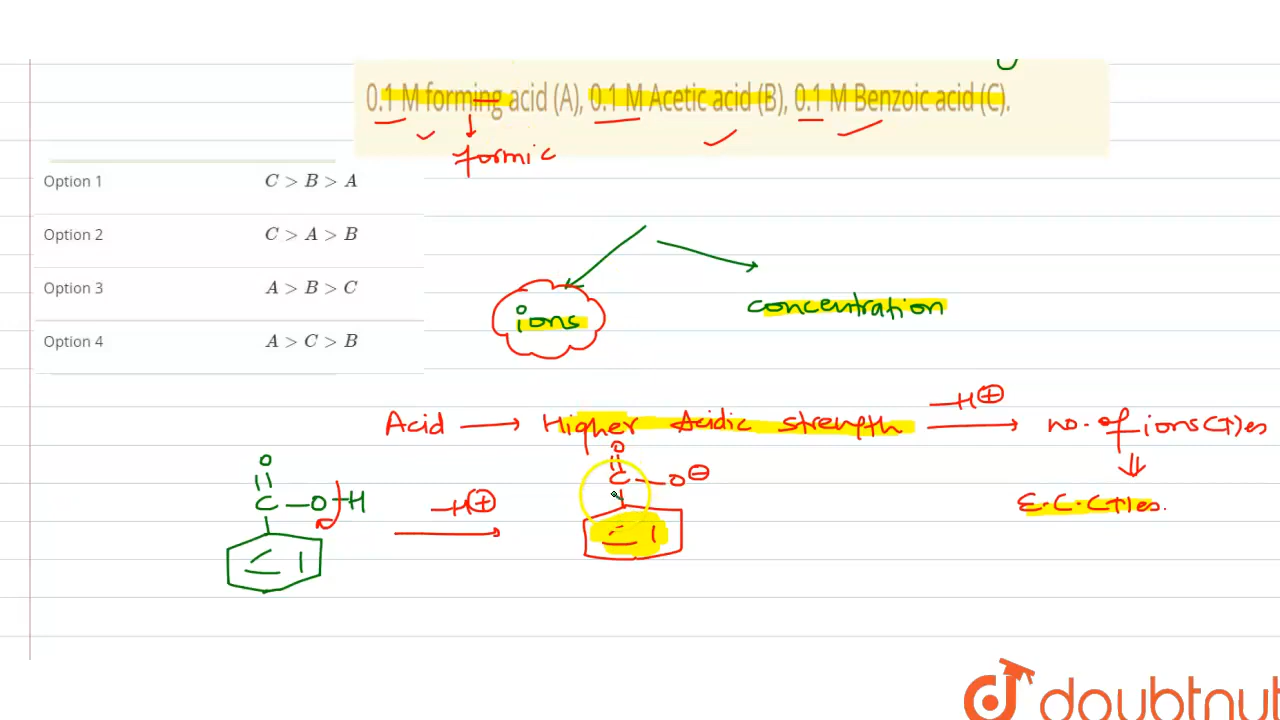 0.1 M forming acid (A), 0.1 M Acetic acid (B), 0.1 M Benzoic acid (C).
formic
Option 1 C > B > A
Option 2 C > A > B
Option 3 A > B > C
Option 4 A > C > B
ions
concentration
Acid → Higher Acidic strength –H⊕ → no. of ions(↑)es
⇓
E.C.(↑)es.
O
C–O–H
–H⊕
O
C–O⊖
doubtnut